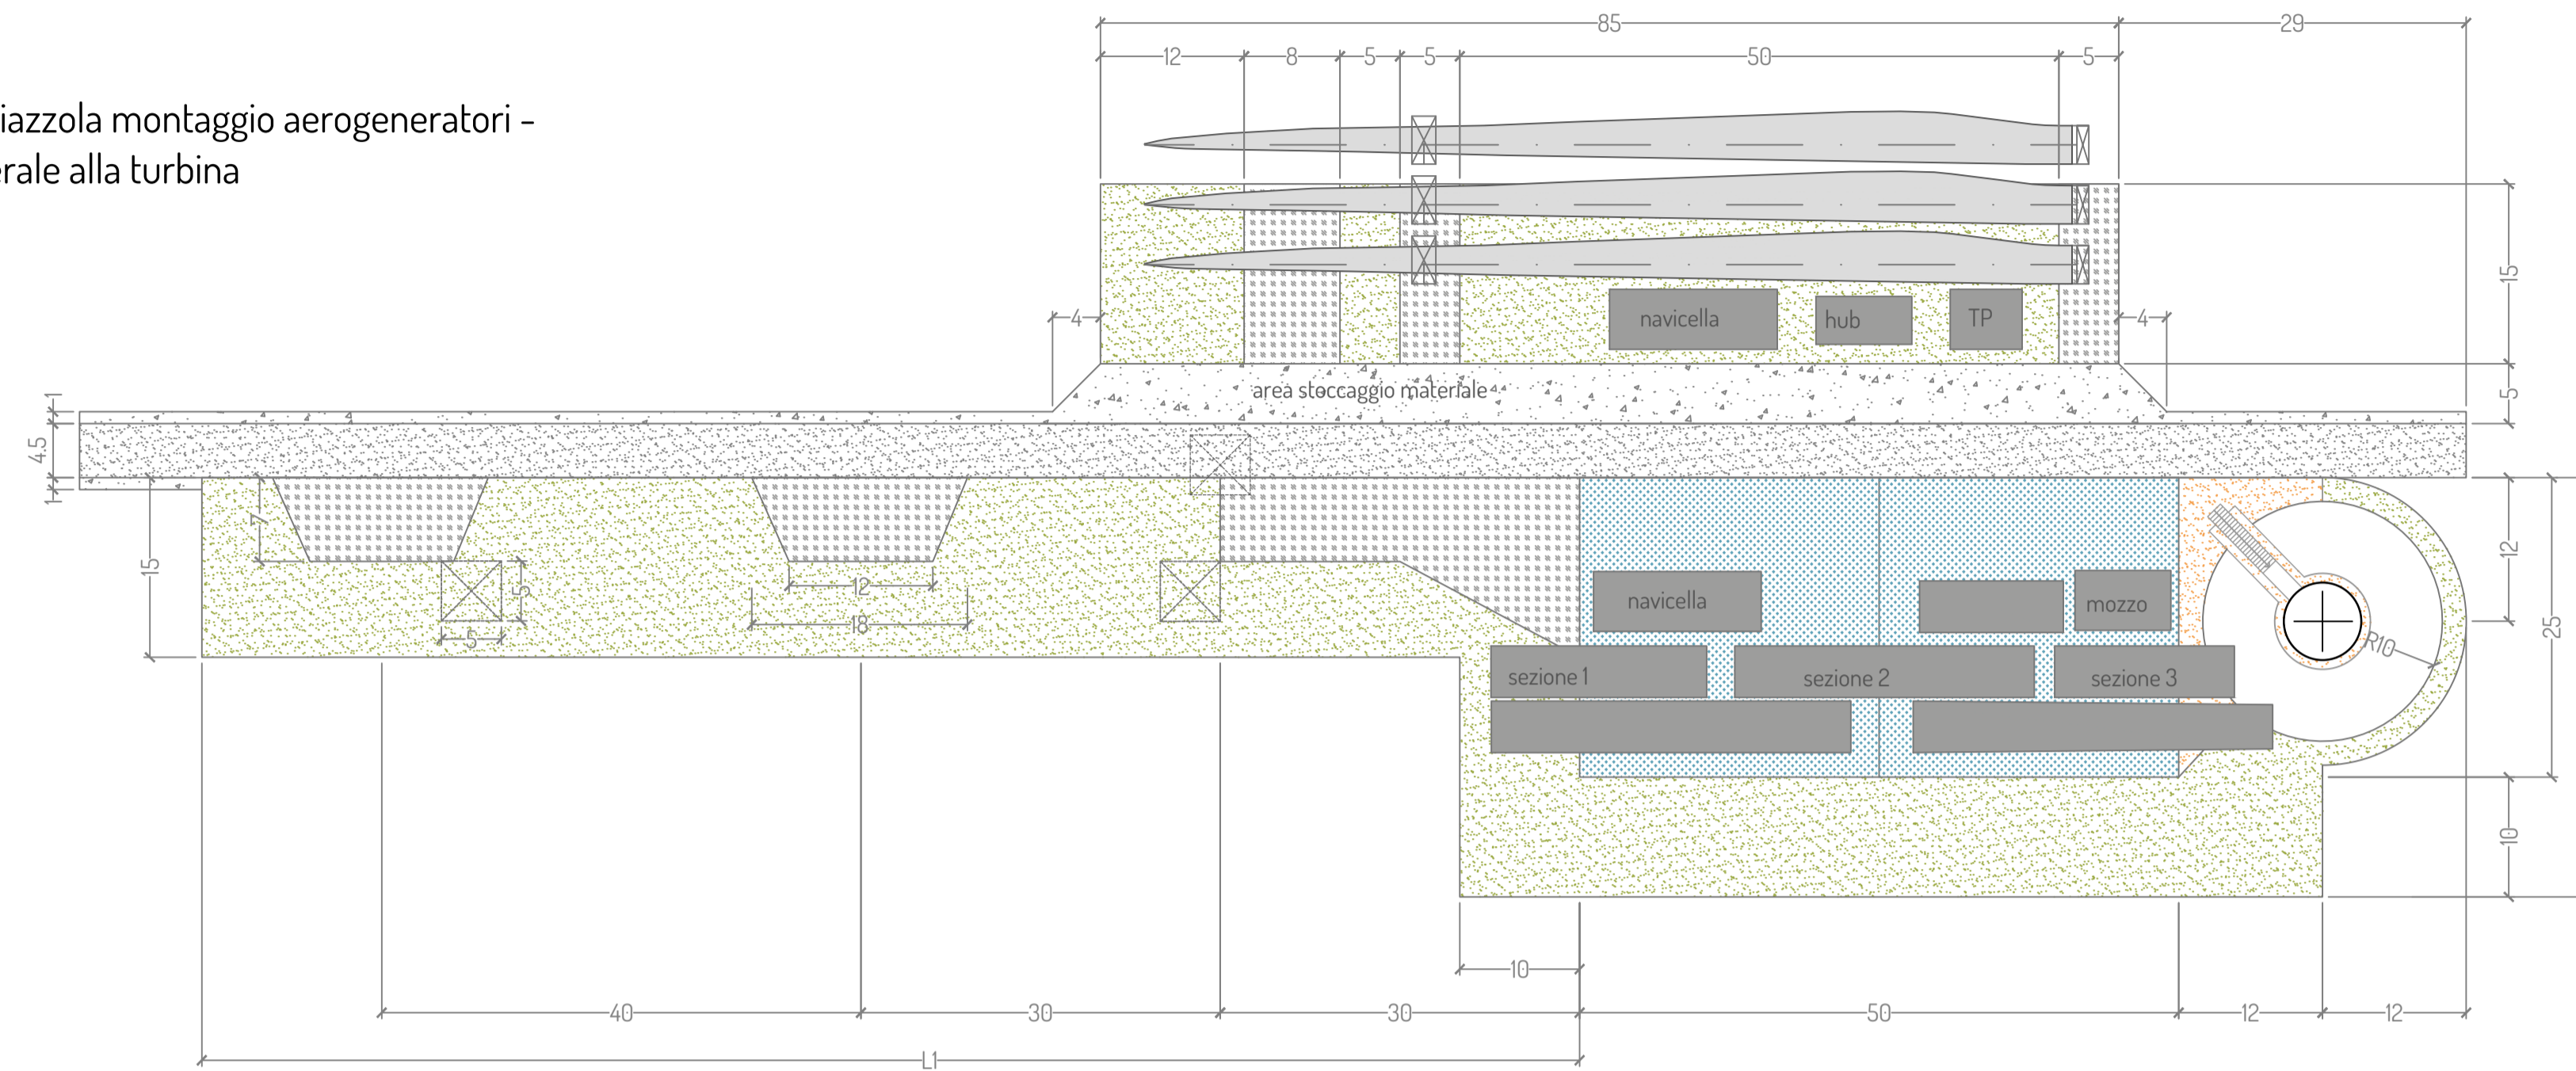 85
29
12
8
5
5
50
5
iazzola montaggio aerogeneratori -
erale alla turbina
15
navicella
hub
TP
4
4
area stoccaggio materiale
1
5
4.5
1
7
15
12
5
18
5
navicella
mozzo
12
25
R10
sezione 1
sezione 2
sezione 3
10
10
40
30
30
50
12
12
L1